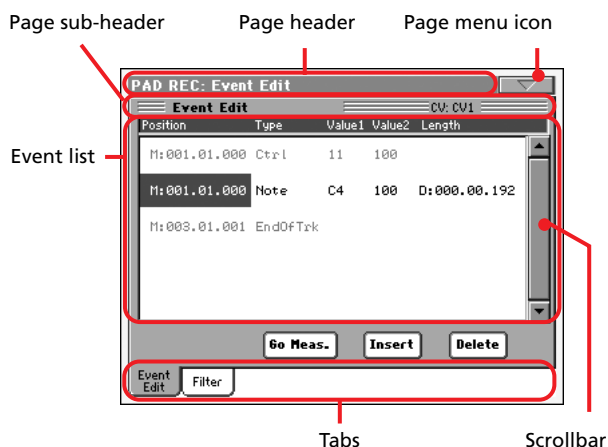 Page sub-header Page header Page menu icon
PAD REC: Event Edit
Event Edit CV: CV1
Position Type Value1 Value2 Length
Event list
M:001.01.000 Ctrl 11 100
M:001.01.000 Note C4 100 D:000.00.192
M:003.01.001 EndOfTrk
Go Meas. Insert Delete
Event Edit Filter
Tabs Scrollbar